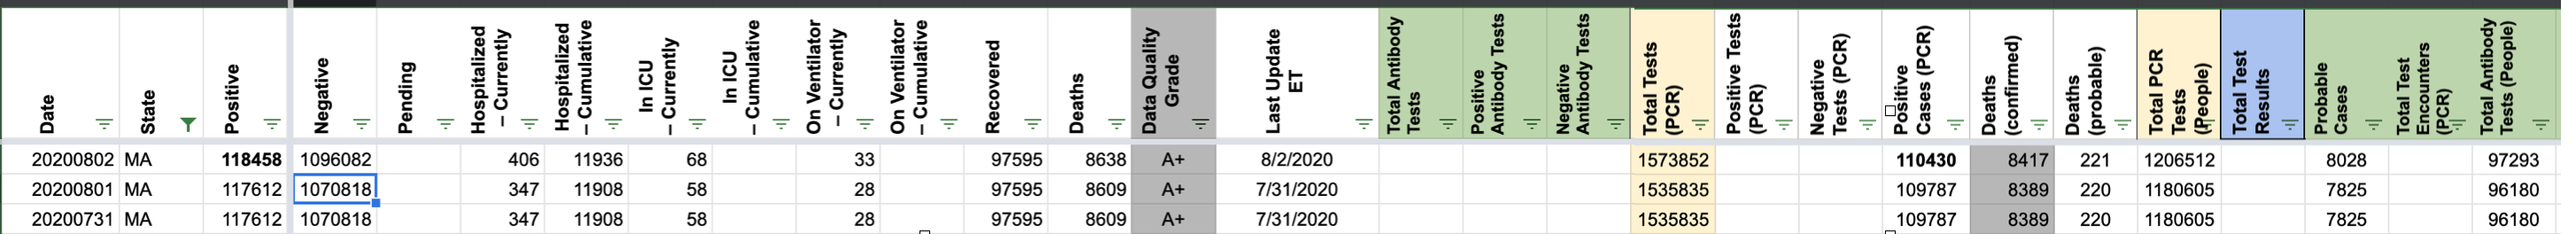 Date State Positive Negative Pending Hospitalized – Currently Hospitalized – Cumulative In ICU – Currently In ICU – Cumulative On Ventilator – Currently On Ventilator – Cumulative Recovered Deaths Data Quality Grade Last Update ET Total Antibody Tests Positive Antibody Tests Negative Antibody Tests Total Tests (PCR) Positive Tests (PCR) Negative Tests (PCR) Positive Cases (PCR) Deaths (confirmed) Deaths (probable) Total PCR Tests (People) Total Test Results Probable Cases Total Test Encounters (PCR) Total Antibody Tests (People)
20200802 MA 118458 1096082 406 11936 68 33 97595 8638 A+ 8/2/2020 1573852 110430 8417 221 1206512 8028 97293
20200801 MA 117612 1070818 347 11908 58 28 97595 8609 A+ 7/31/2020 1535835 109787 8389 220 1180605 7825 96180
20200731 MA 117612 1070818 347 11908 58 28 97595 8609 A+ 7/31/2020 1535835 109787 8389 220 1180605 7825 96180